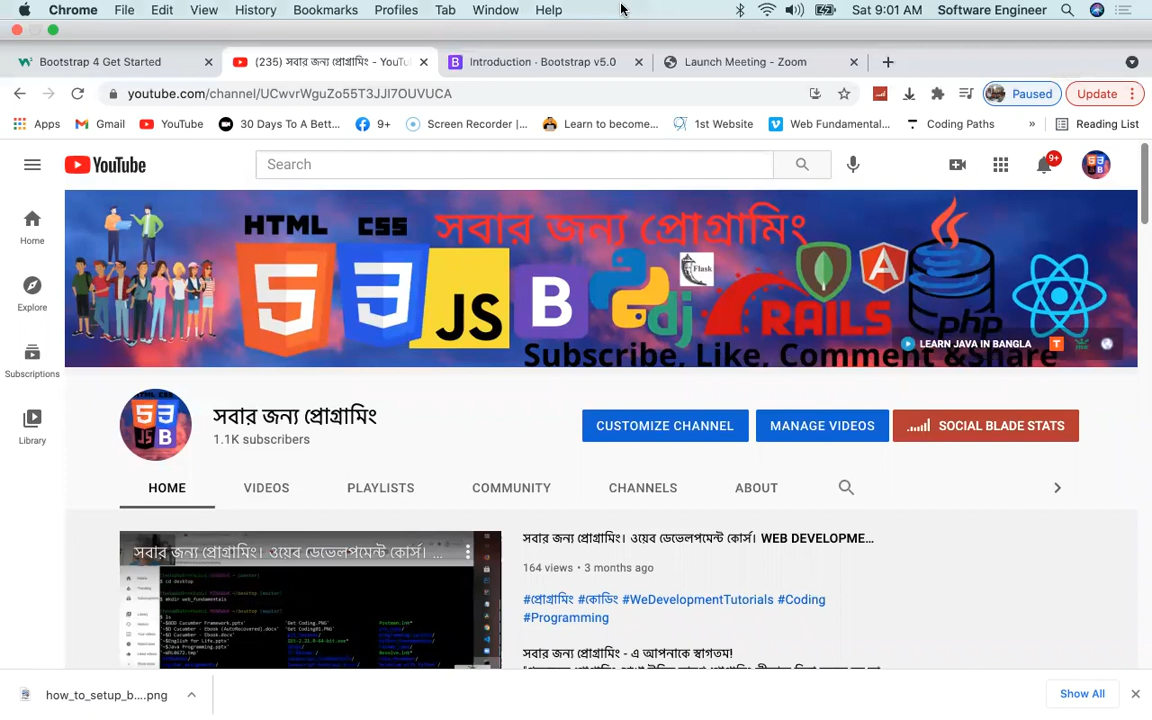 Chrome File Edit View History Bookmarks Profiles Tab Window Help Sat 9:01 AM Software Engineer
Bootstrap 4 Get Started (235) সবার জন্য প্রোগ্রামিং - YouTu Introduction · Bootstrap v5.0 Launch Meeting - Zoom
youtube.com/channel/UCwvrWguZo55T3JJI7OUVUCA Paused Update
Apps Gmail YouTube 30 Days To A Bett... 9+ Screen Recorder |... Learn to become... 1st Website Web Fundamental... Coding Paths » Reading List
YouTube Search 9+
Home
Explore
Subscriptions
Library
HTML CSS সবার জন্য প্রোগ্রামিং
5 3 JS B Flask dj RAILS php
LEARN JAVA IN BANGLA
Subscribe, Like, Comment &Share
সবার জন্য প্রোগ্রামিং
1.1K subscribers
CUSTOMIZE CHANNEL MANAGE VIDEOS SOCIAL BLADE STATS
HOME VIDEOS PLAYLISTS COMMUNITY CHANNELS ABOUT
সবার জন্য প্রোগ্রামিং। ওয়েব ডেভেলপমেন্ট কোর্স। ...
সবার জন্য প্রোগ্রামিং। ওয়েব ডেভেলপমেন্ট কোর্স। WEB DEVELOPME...
164 views • 3 months ago
#প্রোগ্রামিং #কোডিং #WeDevelopmentTutorials #Coding
#Programming
সবার জন্য প্রোগ্রামিং - এ আপনাকে স্বাগতম!
how_to_setup_b....png Show All